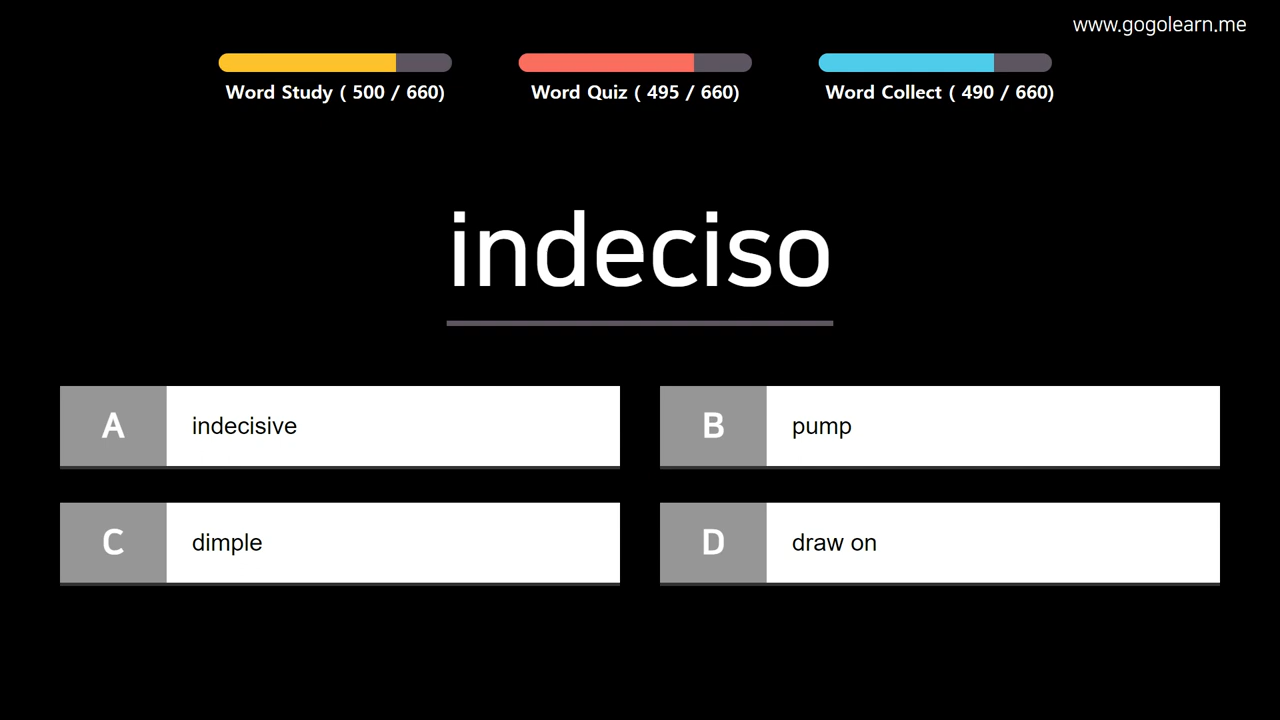 www.gogolearn.me
Word Study ( 500 / 660)
Word Quiz ( 495 / 660)
Word Collect ( 490 / 660)
indeciso
A indecisive
B pump
C dimple
D draw on